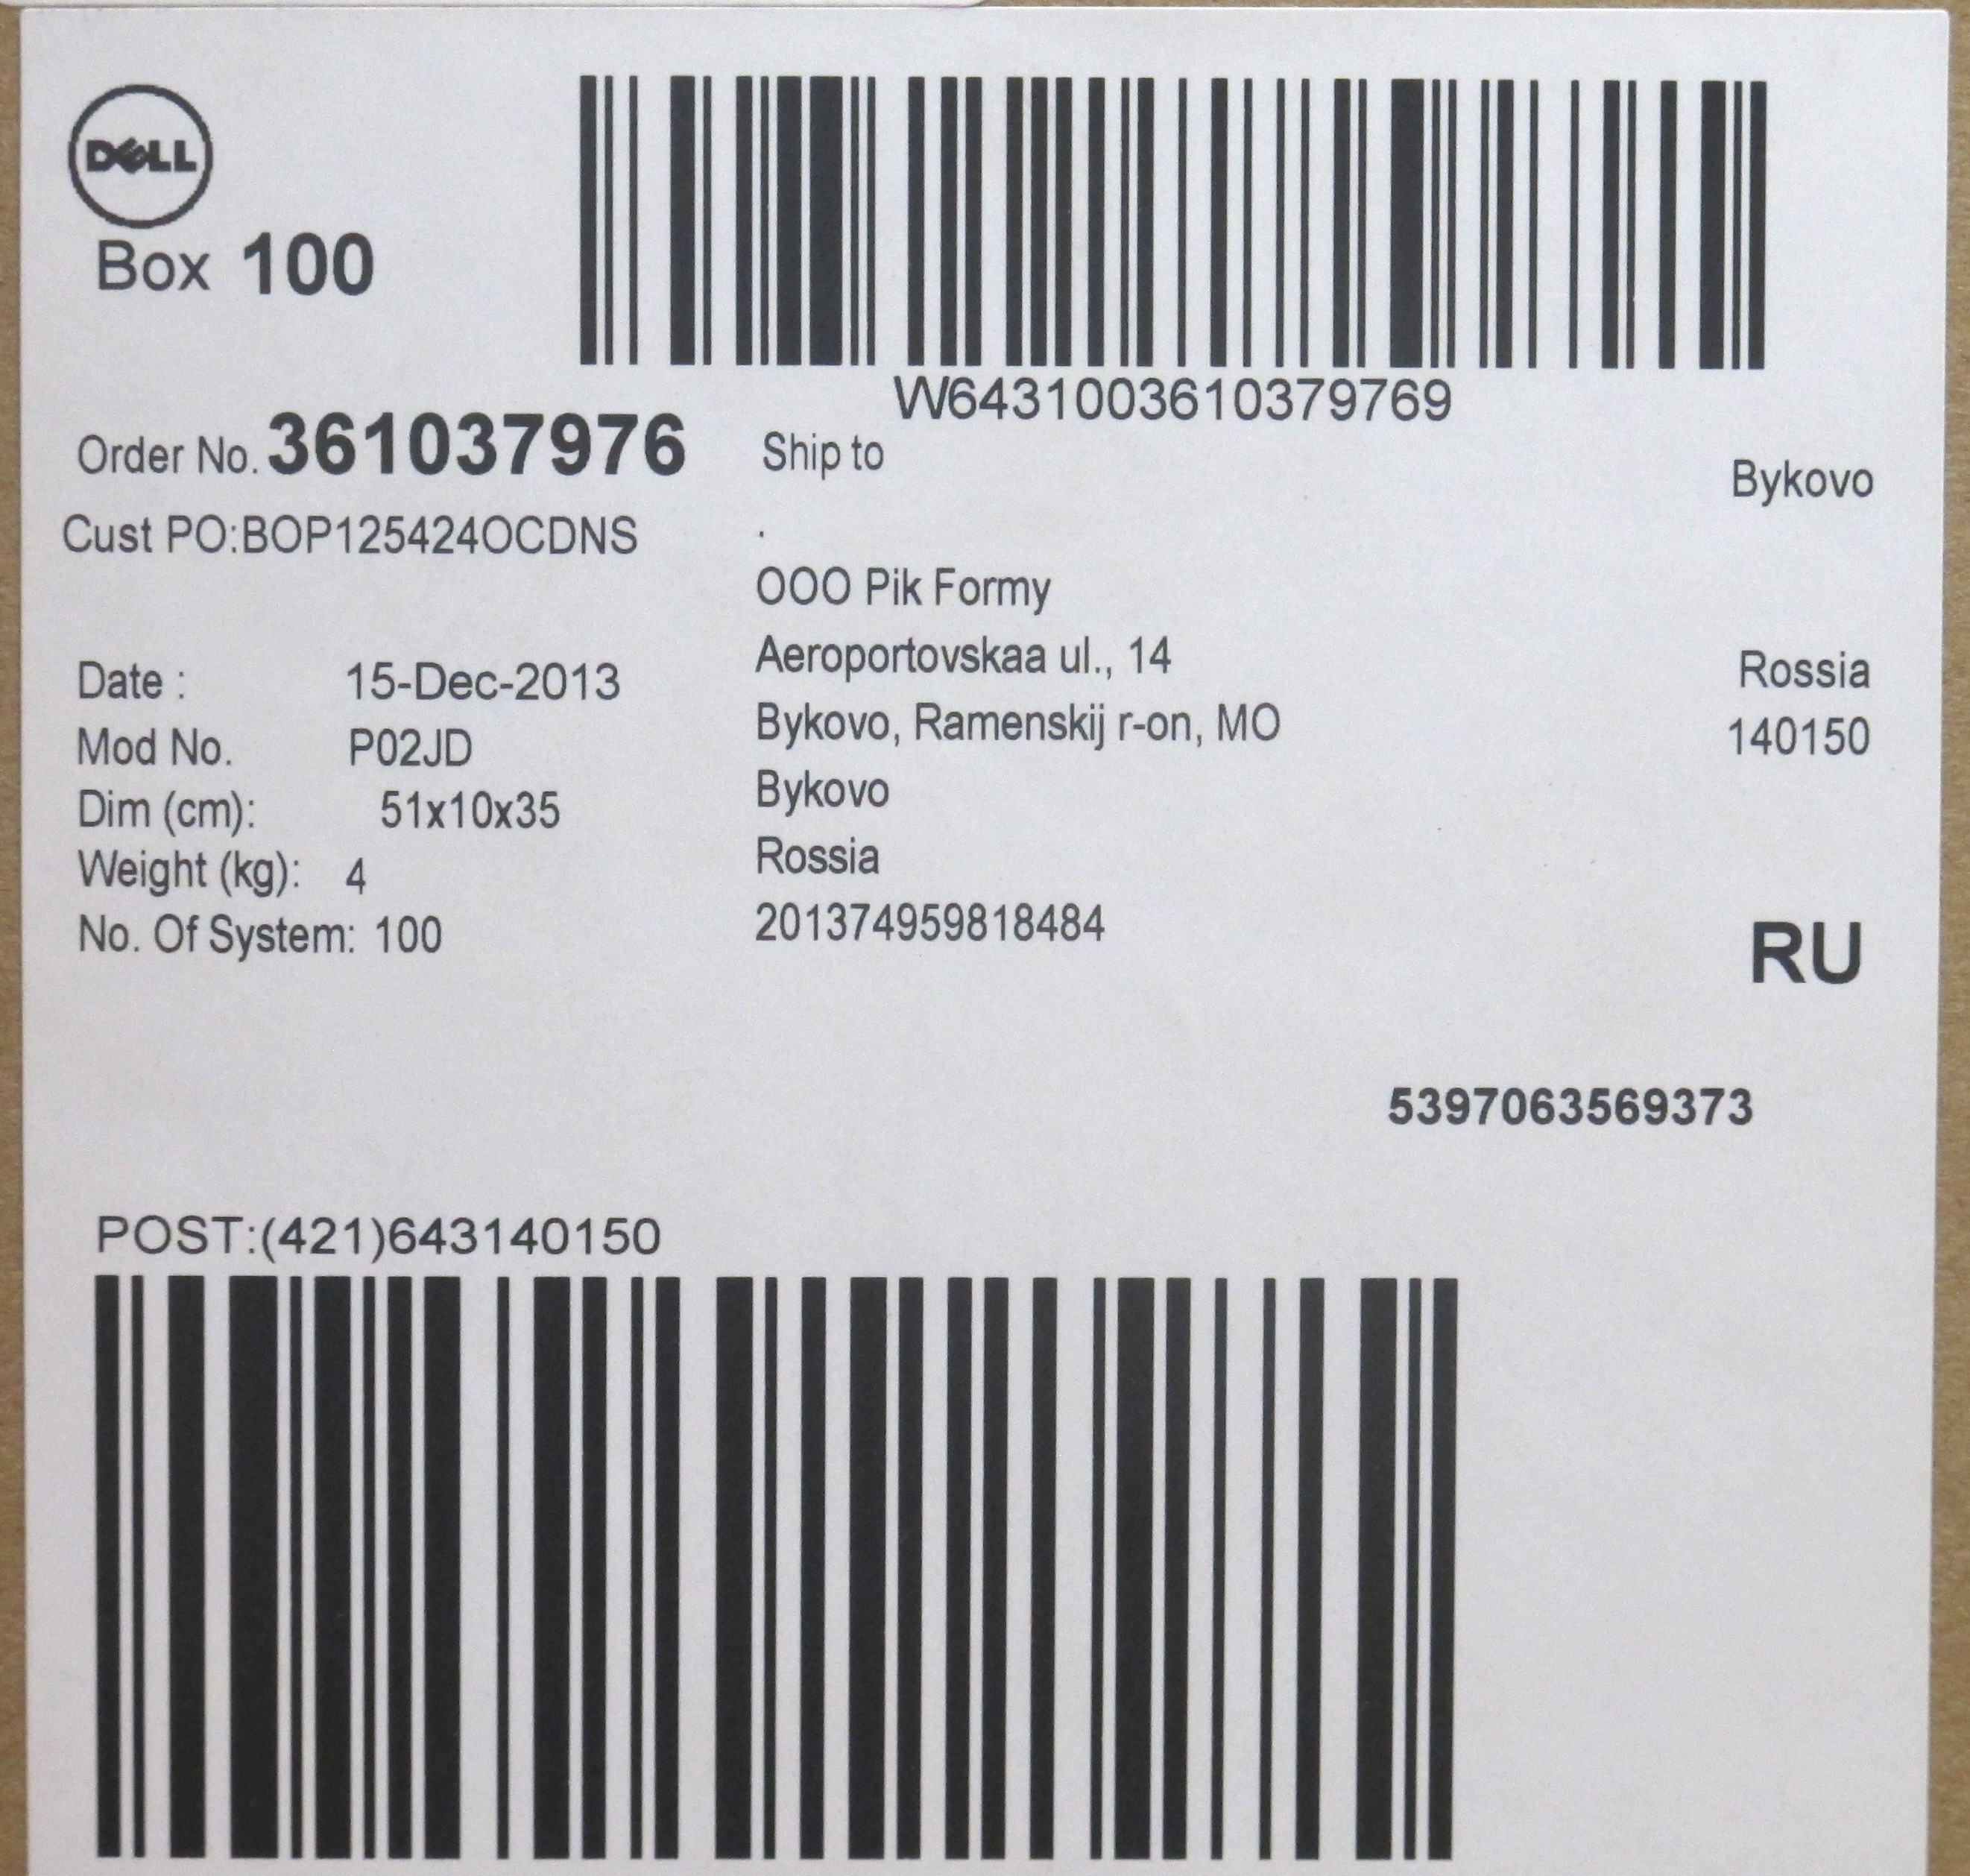 DELL
Box 100
W6431003610379769
Order No. 361037976
Cust PO:BOP125424OCDNS
Date : 15-Dec-2013
Mod No. P02JD
Dim (cm): 51x10x35
Weight (kg): 4
No. Of System: 100
Ship to
.
OOO Pik Formy
Aeroportovskaa ul., 14
Bykovo, Ramenskij r-on, MO
Bykovo
Rossia
201374959818484
Bykovo
Rossia
140150
RU
5397063569373
POST:(421)643140150